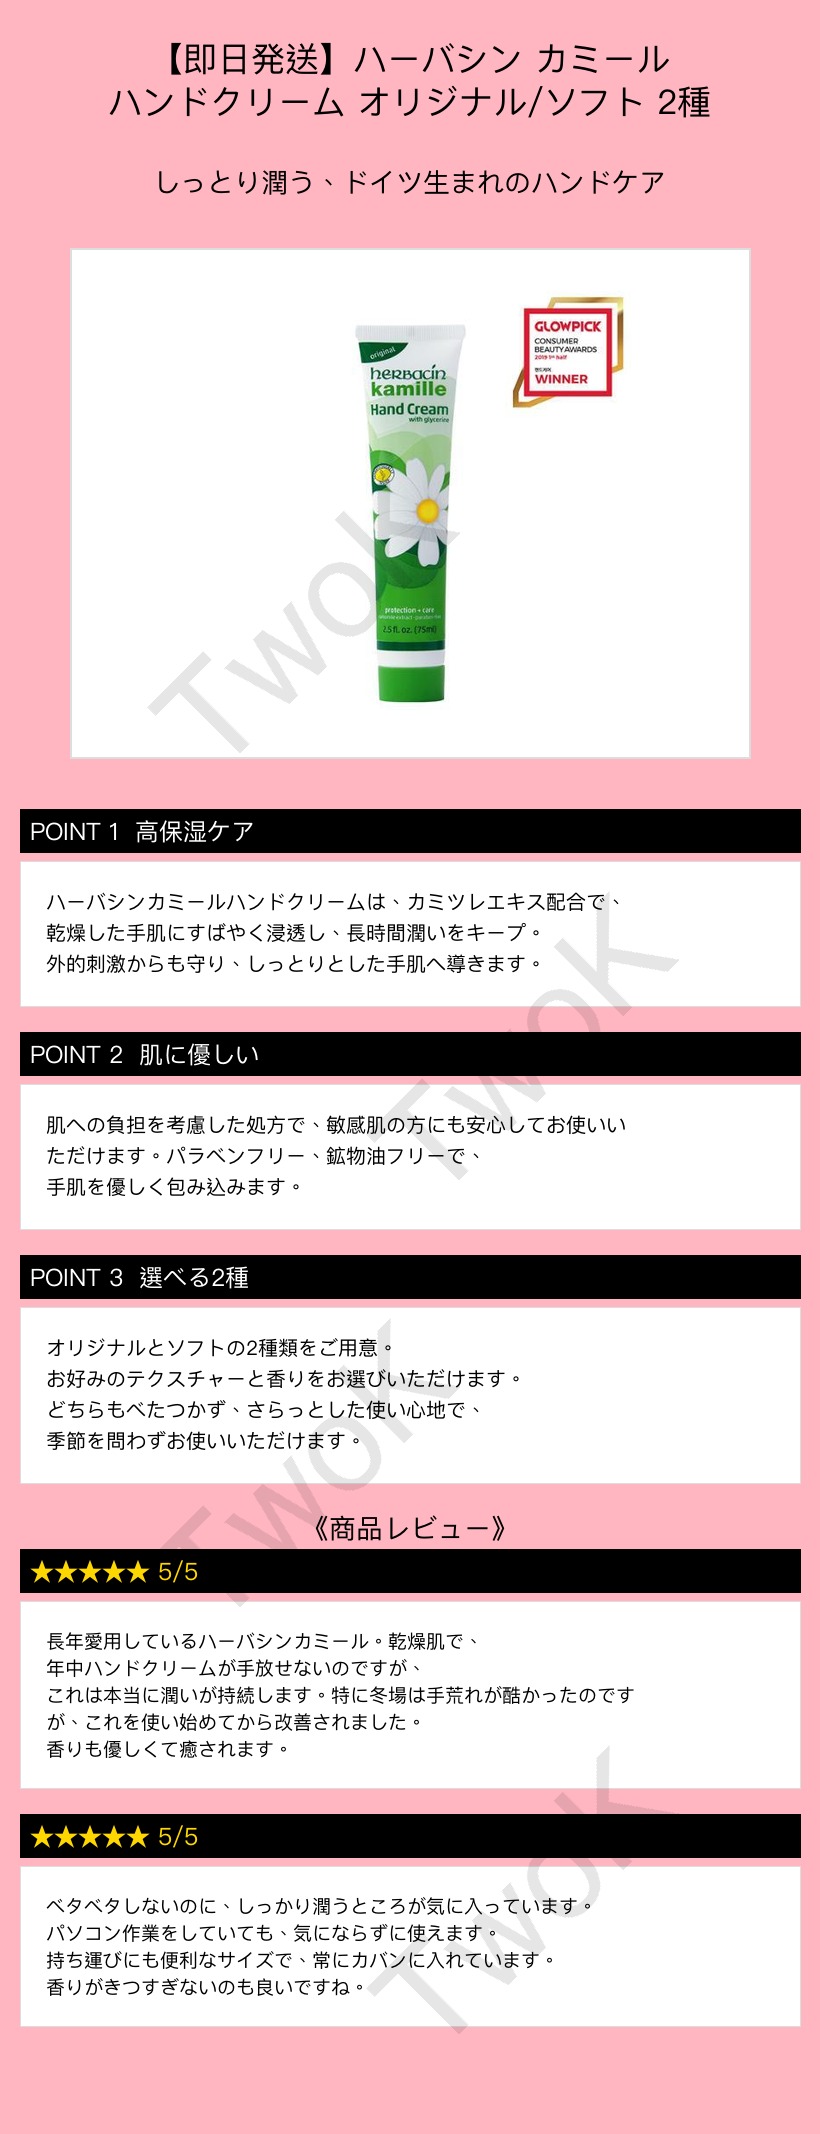 【即日発送】ハーバシン カミール
ハンドクリーム オリジナル/ソフト 2種
しっとり潤う、ドイツ生まれのハンドケア
GLOWPICK
CONSUMER
BEAUTY AWARDS
2019 1st half
핸드케어
WINNER
original
herbacin
kamille
Hand Cream
with glycerine
protection + care
2.5 fl. oz. (75ml)
TwoK
POINT 1 高保湿ケア
ハーバシンカミールハンドクリームは、カミツレエキス配合で、
乾燥した手肌にすばやく浸透し、長時間潤いをキープ。
外的刺激からも守り、しっとりとした手肌へ導きます。
TwoK
POINT 2 肌に優しい
肌への負担を考慮した処方で、敏感肌の方にも安心してお使いい
ただけます。パラベンフリー、鉱物油フリーで、
手肌を優しく包み込みます。
POINT 3 選べる2種
オリジナルとソフトの2種類をご用意。
お好みのテクスチャーと香りをお選びいただけます。
どちらもべたつかず、さらっとした使い心地で、
季節を問わずお使いいただけます。
TwoK
《商品レビュー》
★★★★★ 5/5
長年愛用しているハーバシンカミール。乾燥肌で、
年中ハンドクリームが手放せないのですが、
これは本当に潤いが持続します。特に冬場は手荒れが酷かったのです
が、これを使い始めてから改善されました。
香りも優しくて癒されます。
★★★★★ 5/5
ベタベタしないのに、しっかり潤うところが気に入っています。
パソコン作業をしていても、気にならずに使えます。
持ち運びにも便利なサイズで、常にカバンに入れています。
香りがきつすぎないのも良いですね。
TwoK